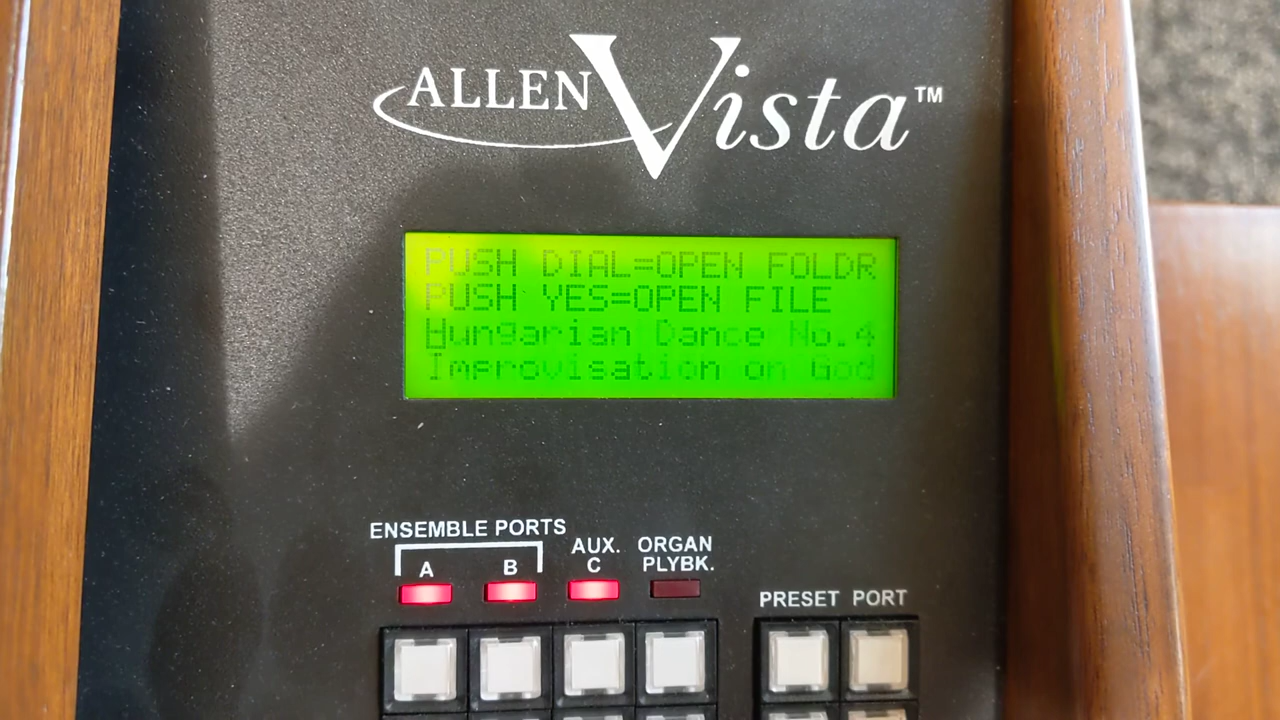 ALLEN Vista™
PUSH DIAL=OPEN FOLDR
PUSH YES=OPEN FILE
Hungarian Dance No.4
Improvisation on God
ENSEMBLE PORTS
A B
AUX. C
ORGAN PLYBK.
PRESET PORT